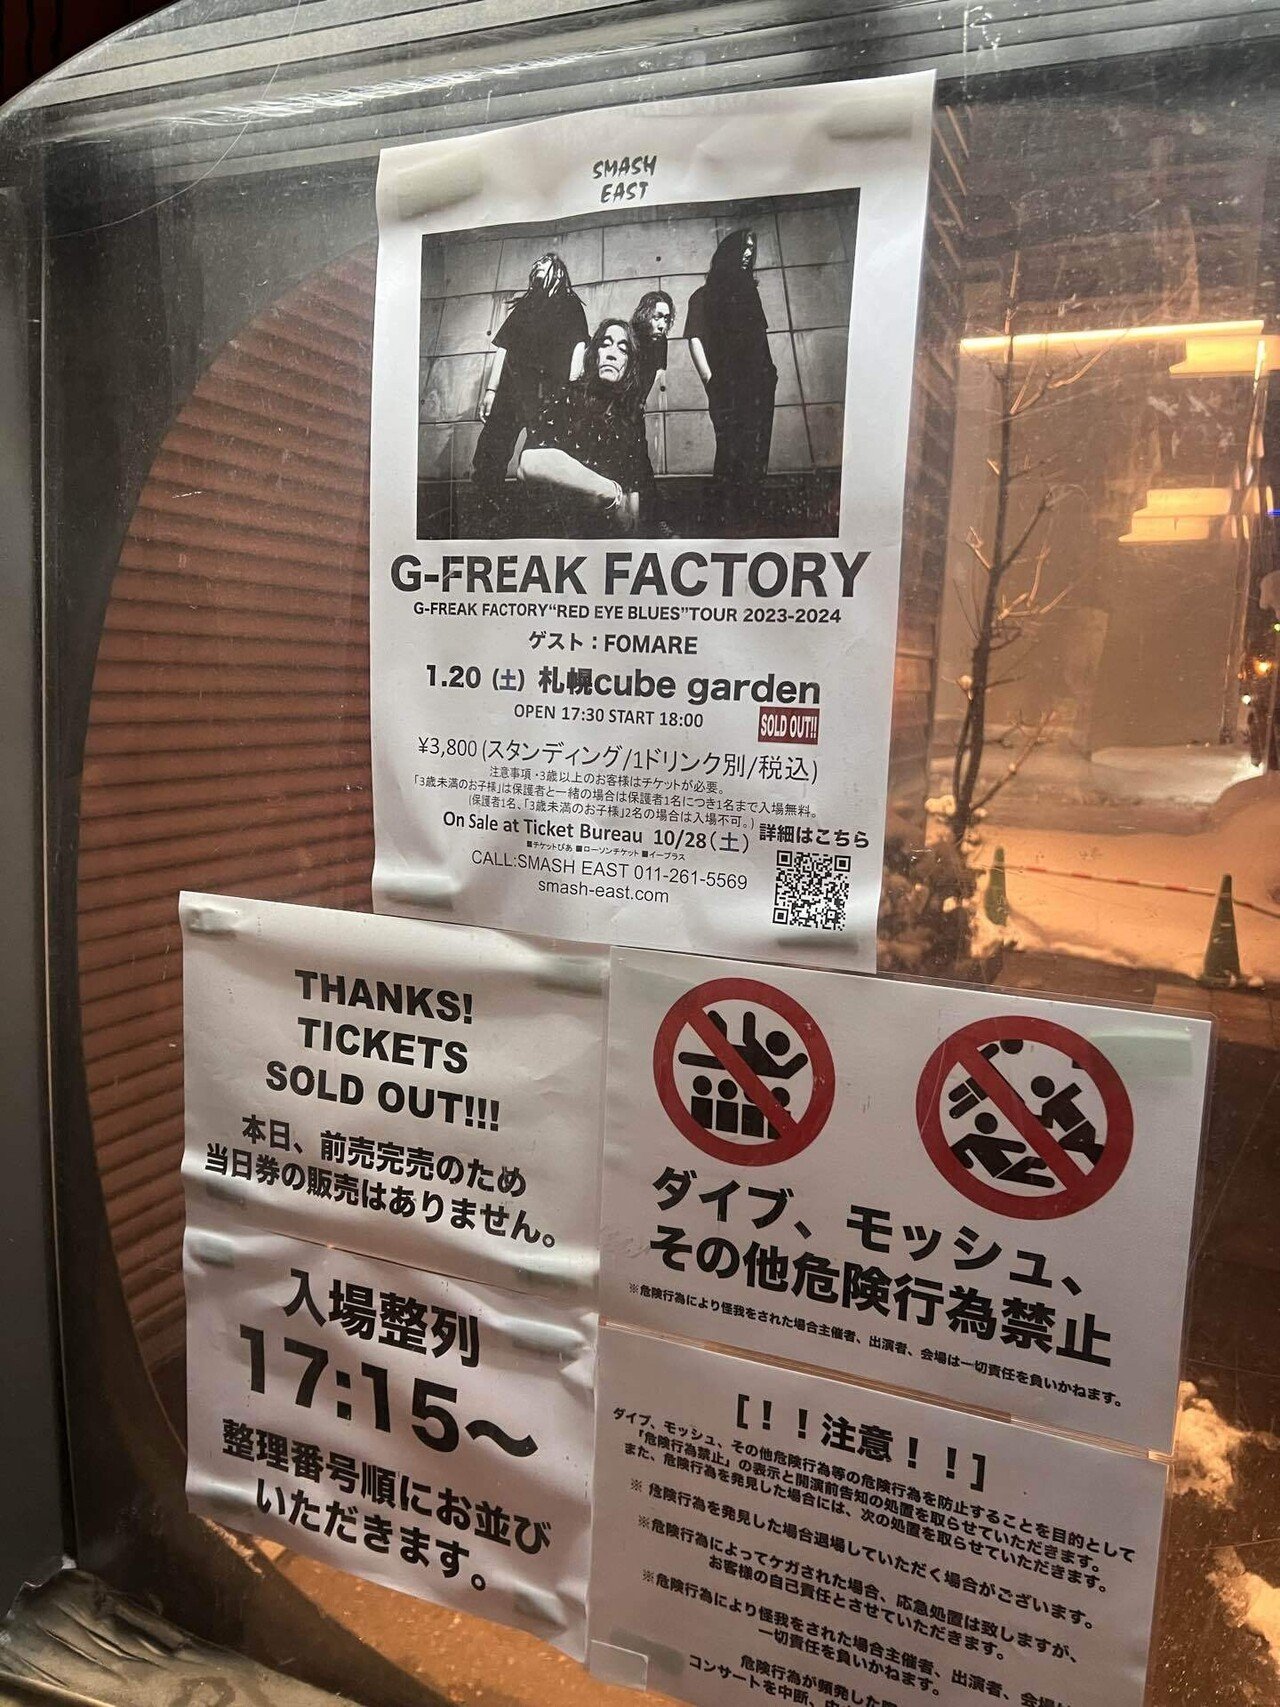 SMASH
EAST
G-FREAK FACTORY
G-FREAK FACTORY“RED EYE BLUES”TOUR 2023-2024
ゲスト：FOMARE
1.20（土）札幌cube garden
OPEN 17:30 START 18:00
SOLD OUT!!
¥3,800 (スタンディング/1ドリンク別/税込)
注意事項・3歳以上のお客様はチケットが必要。
「3歳未満のお子様」は保護者と一緒の場合は保護者1名につき1名まで入場無料。
(保護者1名、「3歳未満のお子様」2名の場合は入場不可。)
On Sale at Ticket Bureau 10/28（土）
詳細はこちら
■チケットぴあ ■ローソンチケット ■イープラス
CALL:SMASH EAST 011-261-5569
smash-east.com
THANKS!
TICKETS
SOLD OUT!!!
本日、前売完売のため
当日券の販売はありません。
入場整列
17:15〜
整理番号順にお並び
いただきます。
ダイブ、モッシュ、
その他危険行為禁止
※危険行為により怪我をされた場合主催者、出演者、会場は一切責任を負いかねます。
[！！注意！！]
ダイブ、モッシュ、その他危険行為等の危険行為を防止することを目的として
「危険行為禁止」の表示と開演前告知の処置を取らせていただきます。
また、危険行為を発見した場合には、次の処置を取らせていただきます。
※ 危険行為を発見した場合退場していただく場合がございます。
※危険行為によってケガされた場合、応急処置は致しますが、
お客様の自己責任とさせていただきます。
※危険行為により怪我をされた場合主催者、出演者、会場は
一切責任を負いかねます。
危険行為が頻発した
コンサートを中断、